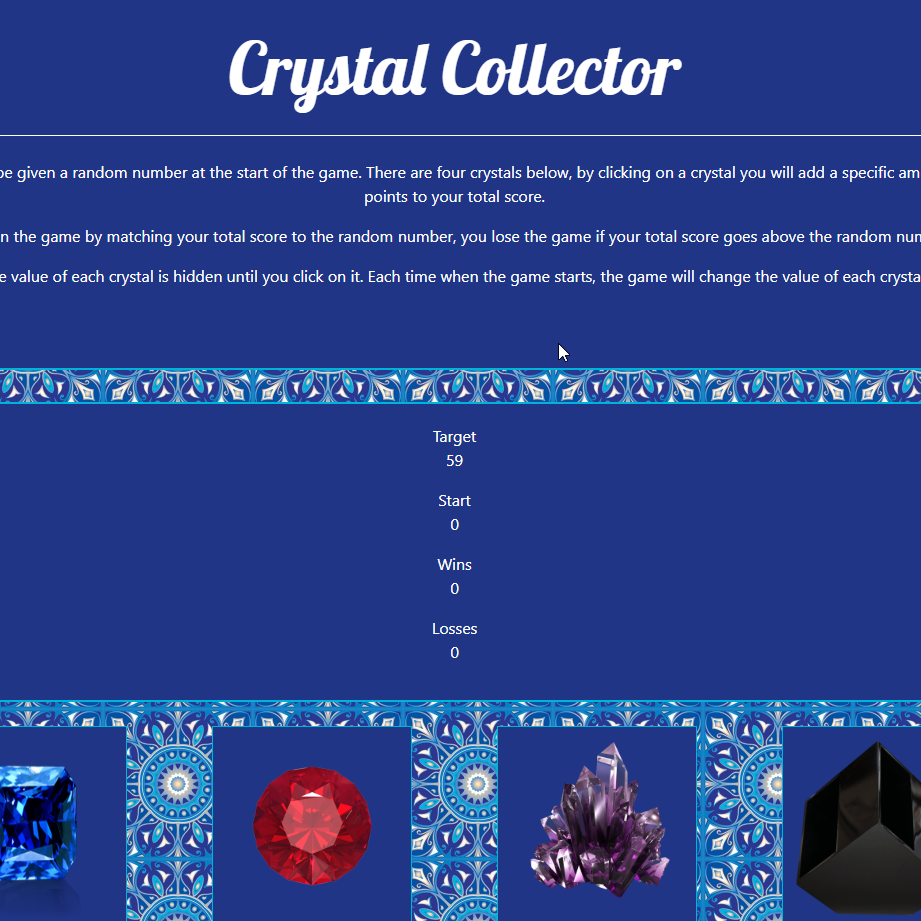 Crystal Collector
be given a random number at the start of the game. There are four crystals below, by clicking on a crystal you will add a specific am
points to your total score.
n the game by matching your total score to the random number, you lose the game if your total score goes above the random num
e value of each crystal is hidden until you click on it. Each time when the game starts, the game will change the value of each crysta
Target
59
Start
0
Wins
0
Losses
0